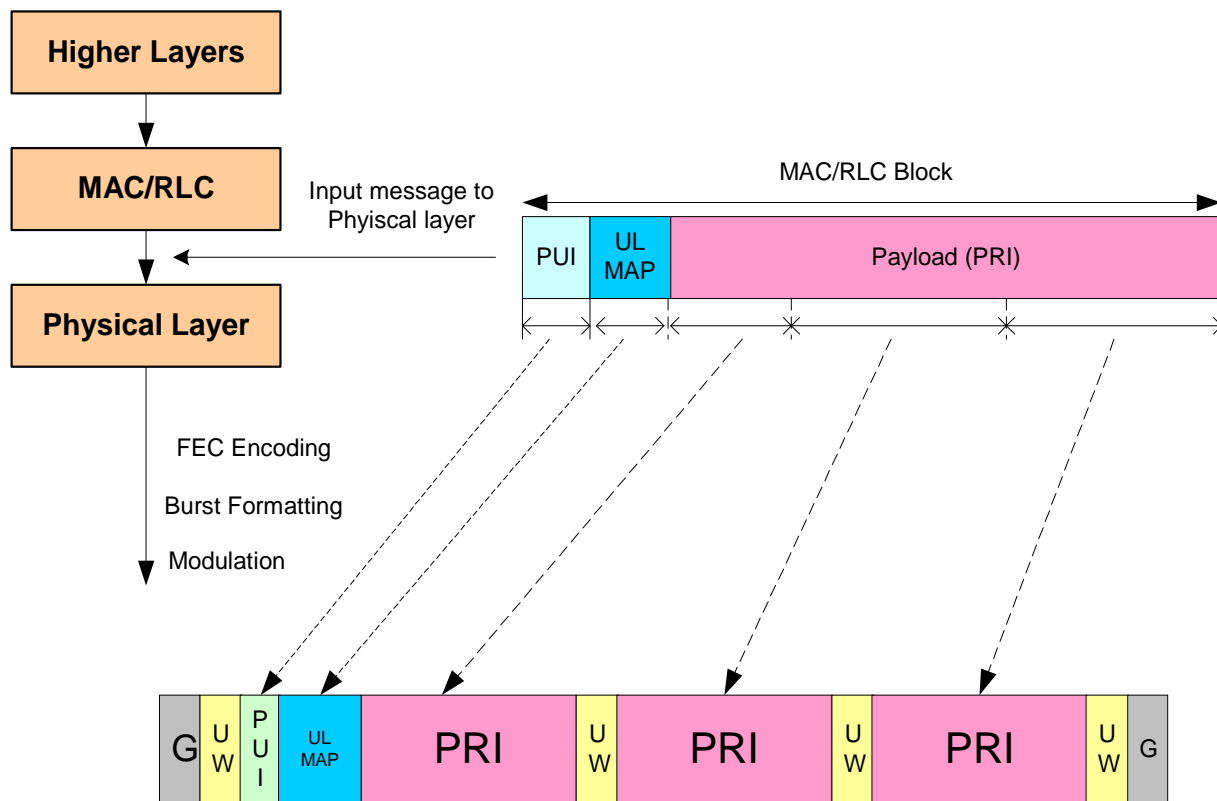 Higher Layers
MAC/RLC
Physical Layer
Input message to
Phyiscal layer
MAC/RLC Block
PUI
UL
MAP
Payload (PRI)
FEC Encoding
Burst Formatting
Modulation
G
U
W
P
U
I
UL
MAP
PRI
U
W
PRI
U
W
PRI
U
W
G